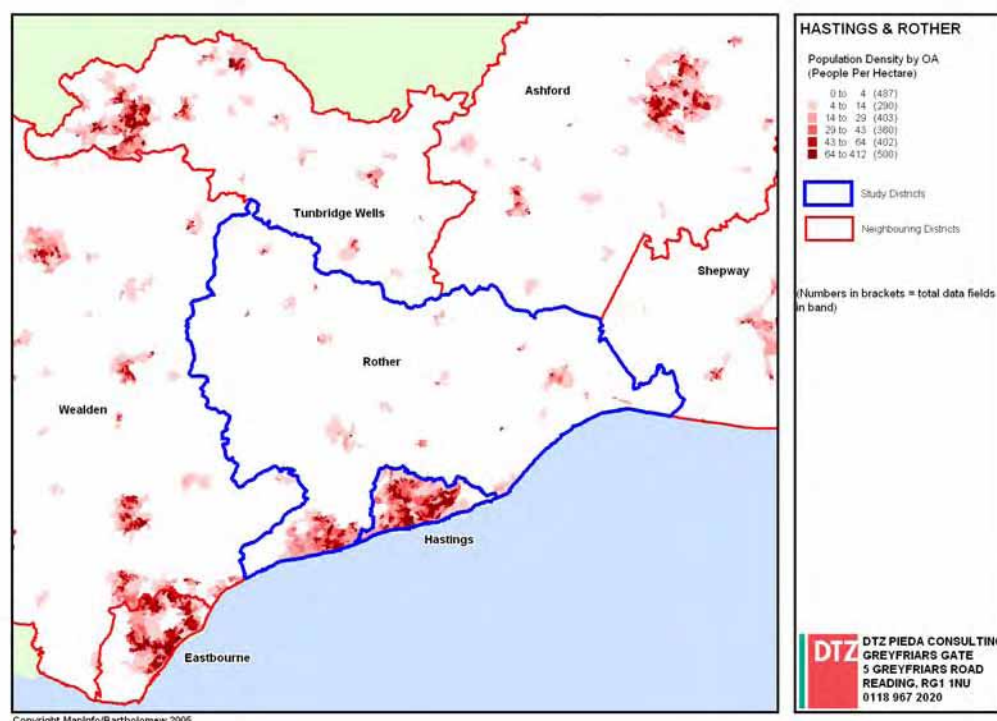 Ashford
Tunbridge Wells
Shepway
Rother
Wealden
Hastings
Eastbourne
Copyright MapInfo/Bartholomew 2005
HASTINGS & ROTHER
Population Density by OA
(People Per Hectare)
0 to 4 (487)
4 to 14 (290)
14 to 29 (403)
29 to 43 (360)
43 to 64 (402)
64 to 412 (500)
Study Districts
Neighbouring Districts
(Numbers in brackets = total data fields
in band)
DTZ
DTZ PIEDA CONSULTING
GREYFRIARS GATE
5 GREYFRIARS ROAD
READING, RG1 1NU
0118 967 2020